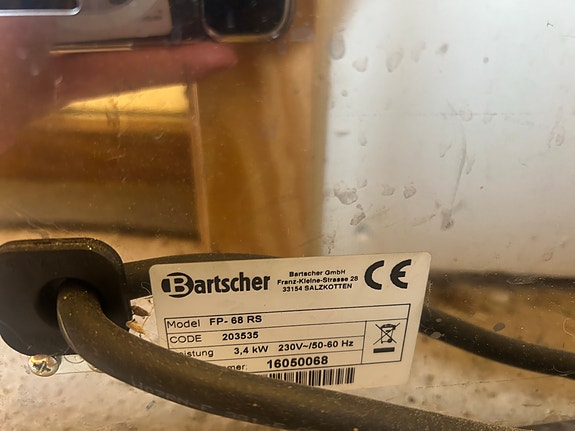 Bartscher
Bartscher GmbH
Franz-Kleine-Strasse 28
33154 SALZKOTTEN
CE
Model FP- 68 RS
CODE 203535
eistung 3,4 kW 230V~/50-60 Hz
mer: 16050068